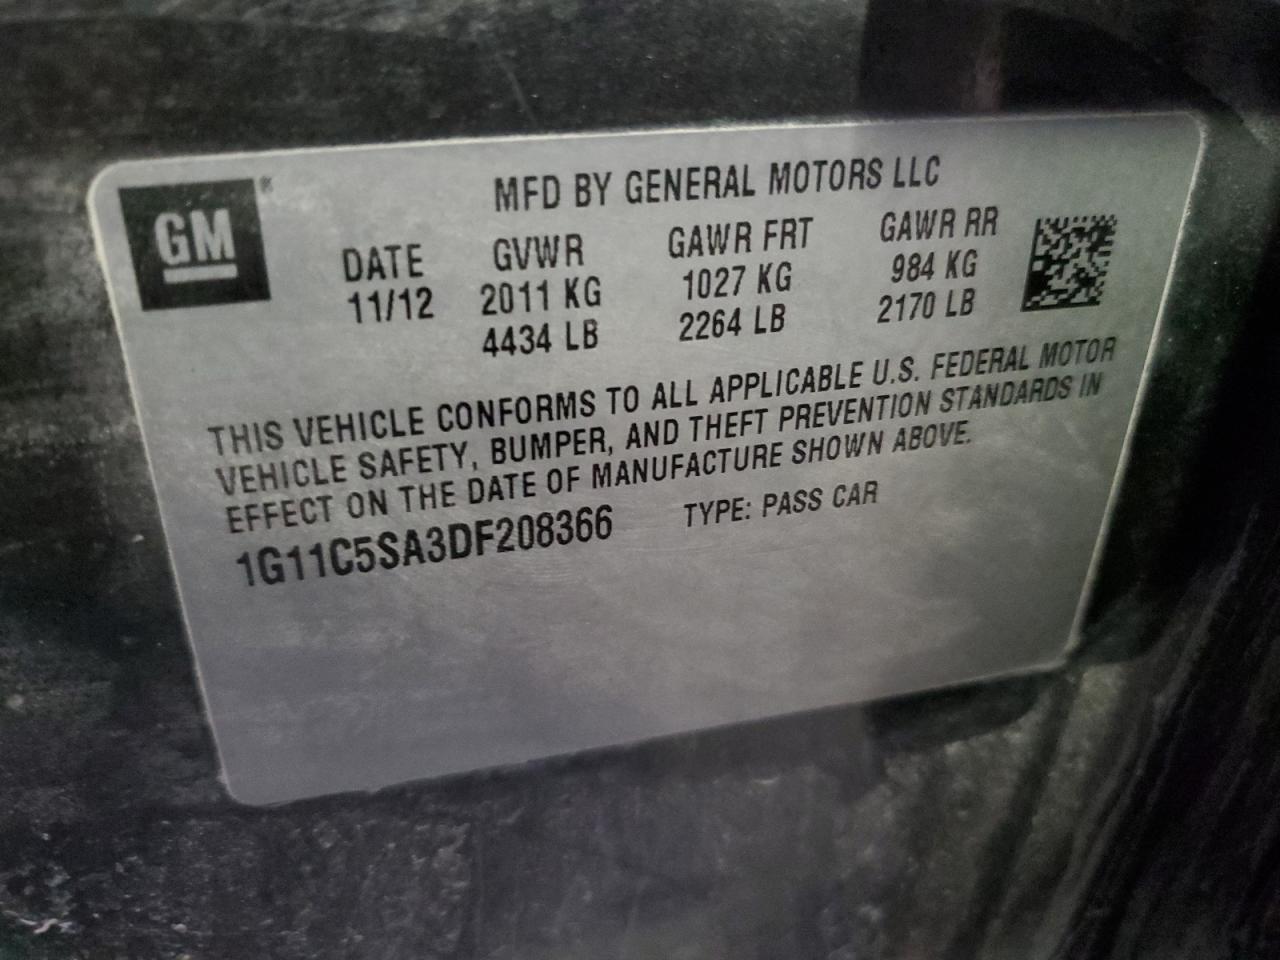 GM®
MFD BY GENERAL MOTORS LLC
DATE GVWR GAWR FRT GAWR RR
11/12 2011 KG 1027 KG 984 KG
4434 LB 2264 LB 2170 LB
THIS VEHICLE CONFORMS TO ALL APPLICABLE U.S. FEDERAL MOTOR
VEHICLE SAFETY, BUMPER, AND THEFT PREVENTION STANDARDS IN
EFFECT ON THE DATE OF MANUFACTURE SHOWN ABOVE.
1G11C5SA3DF208366 TYPE: PASS CAR